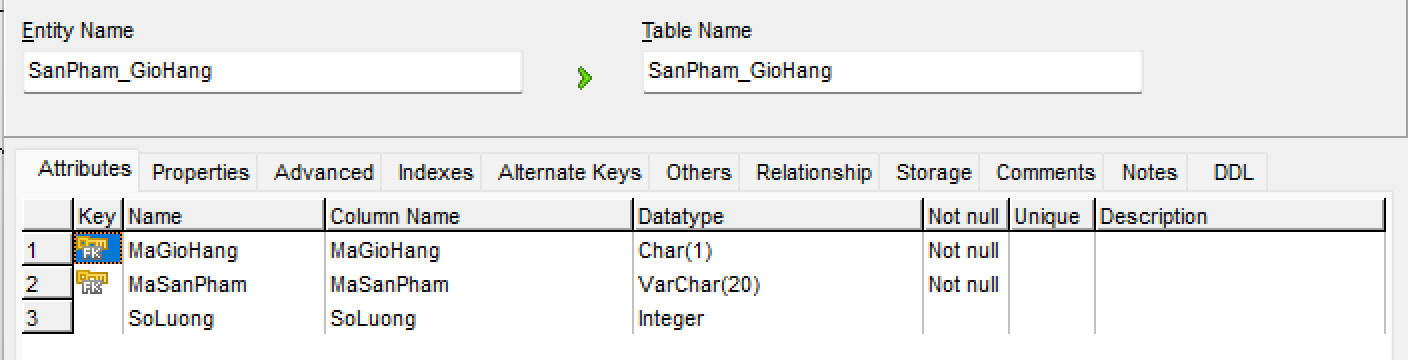 Entity Name Table Name
SanPham_GioHang SanPham_GioHang
Attributes Properties Advanced Indexes Alternate Keys Others Relationship Storage Comments Notes DDL
Key Name Column Name Datatype Not null Unique Description
1 FK MaGioHang MaGioHang Char(1) Not null
2 FK MaSanPham MaSanPham VarChar(20) Not null
3 SoLuong SoLuong Integer